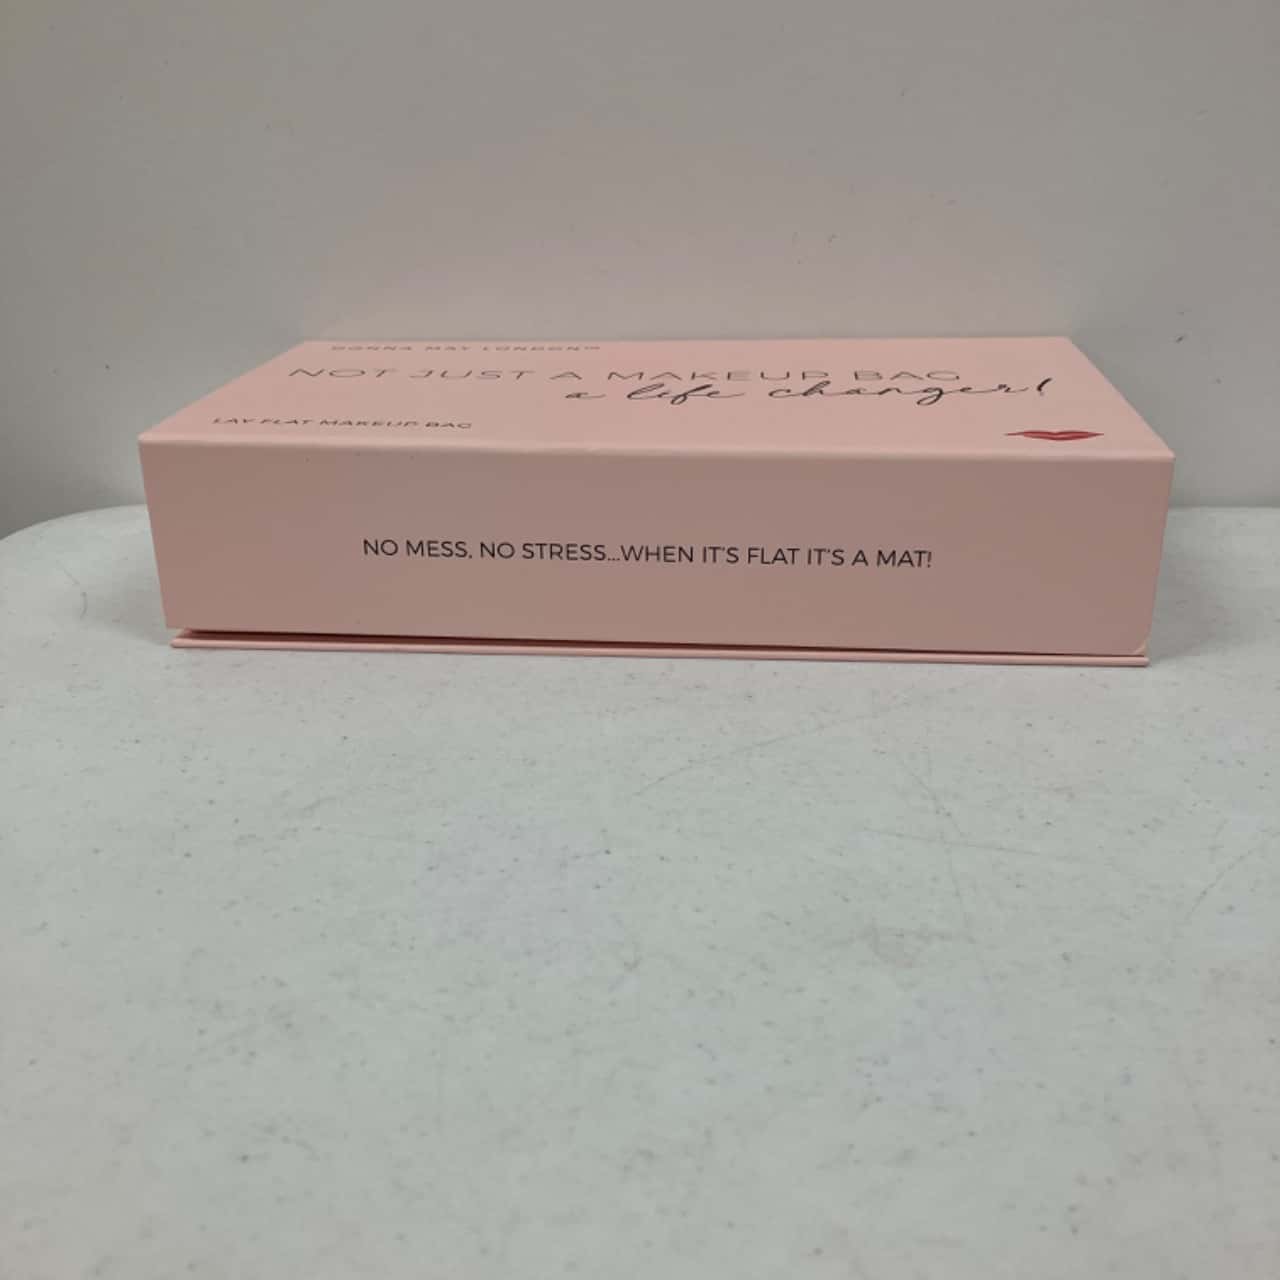 DONNA MAY LONDON™
NOT JUST A MAKEUP BAG
a life changer!
LAY FLAT MAKEUP BAG
NO MESS, NO STRESS...WHEN IT'S FLAT IT'S A MAT!